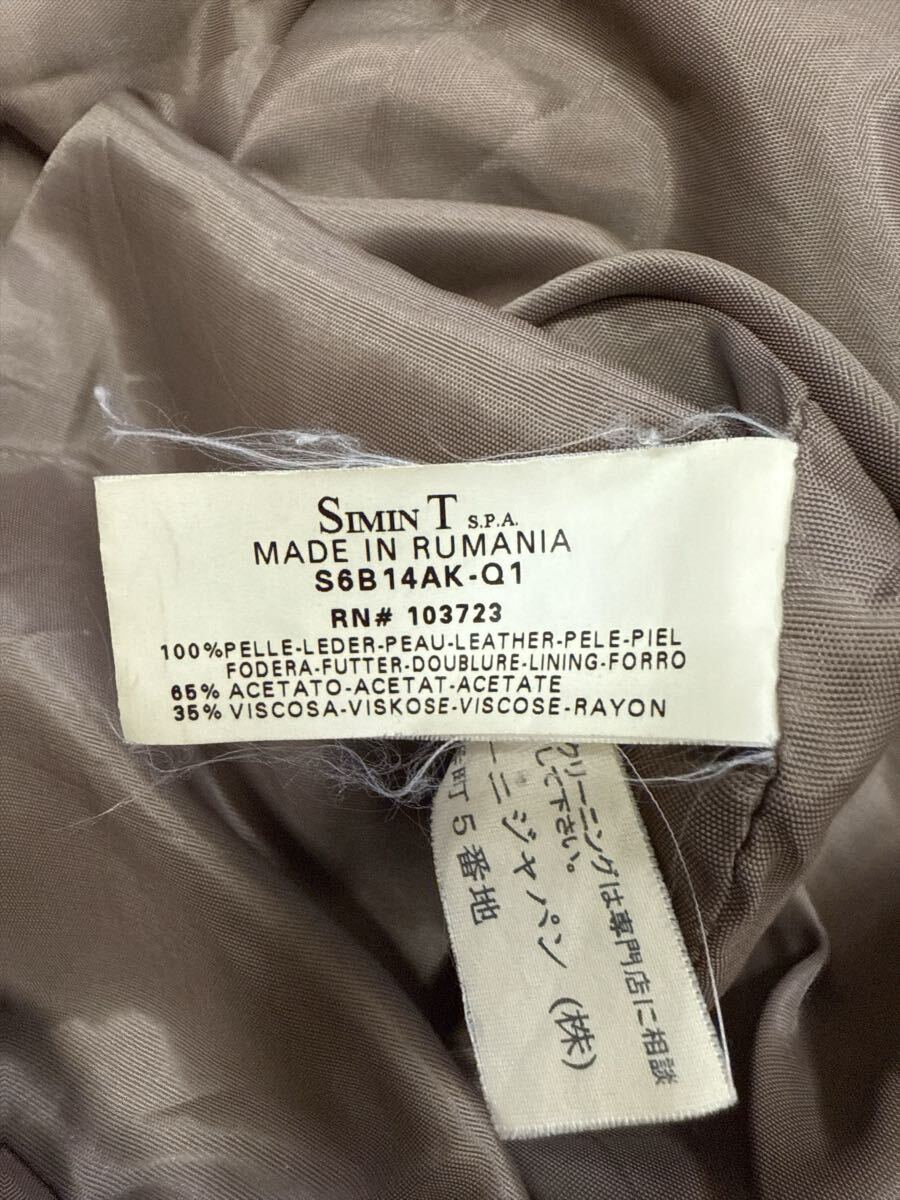 SIMIN T S.P.A.
MADE IN RUMANIA
S6B14AK-Q1
RN# 103723
100%PELLE-LEDER-PEAU-LEATHER-PELE-PIEL
FODERA-FUTTER-DOUBLURE-LINING-FORRO
65% ACETATO-ACETAT-ACETATE
35% VISCOSA-VISKOSE-VISCOSE-RAYON
クリーニングは専門店に相談
して下さい。
ーニジャパン(株)
町5番地